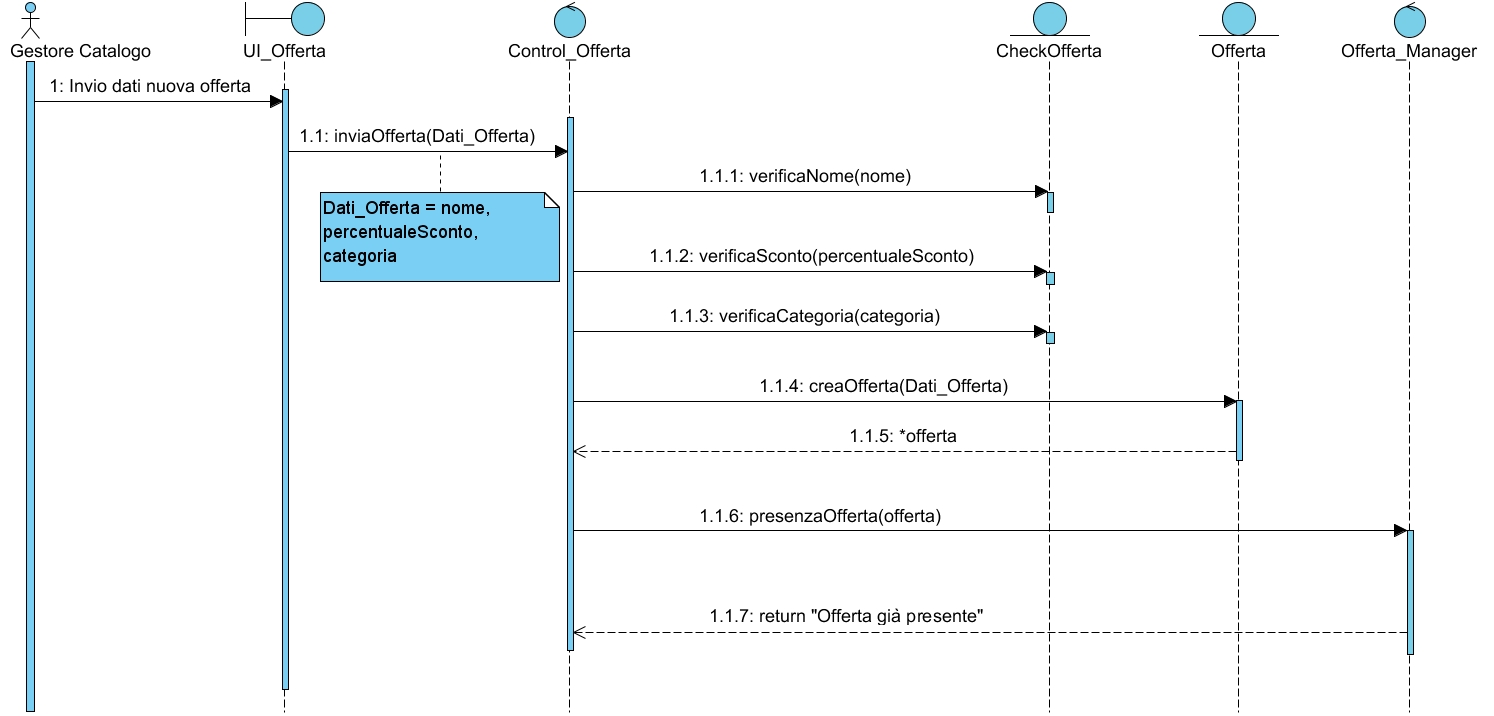 Gestore Catalogo
UI_Offerta
Control_Offerta
CheckOfferta
Offerta
Offerta_Manager
1: Invio dati nuova offerta
1.1: inviaOfferta(Dati_Offerta)
Dati_Offerta = nome,
percentualeSconto,
categoria
1.1.1: verificaNome(nome)
1.1.2: verificaSconto(percentualeSconto)
1.1.3: verificaCategoria(categoria)
1.1.4: creaOfferta(Dati_Offerta)
1.1.5: *offerta
1.1.6: presenzaOfferta(offerta)
1.1.7: return "Offerta già presente"